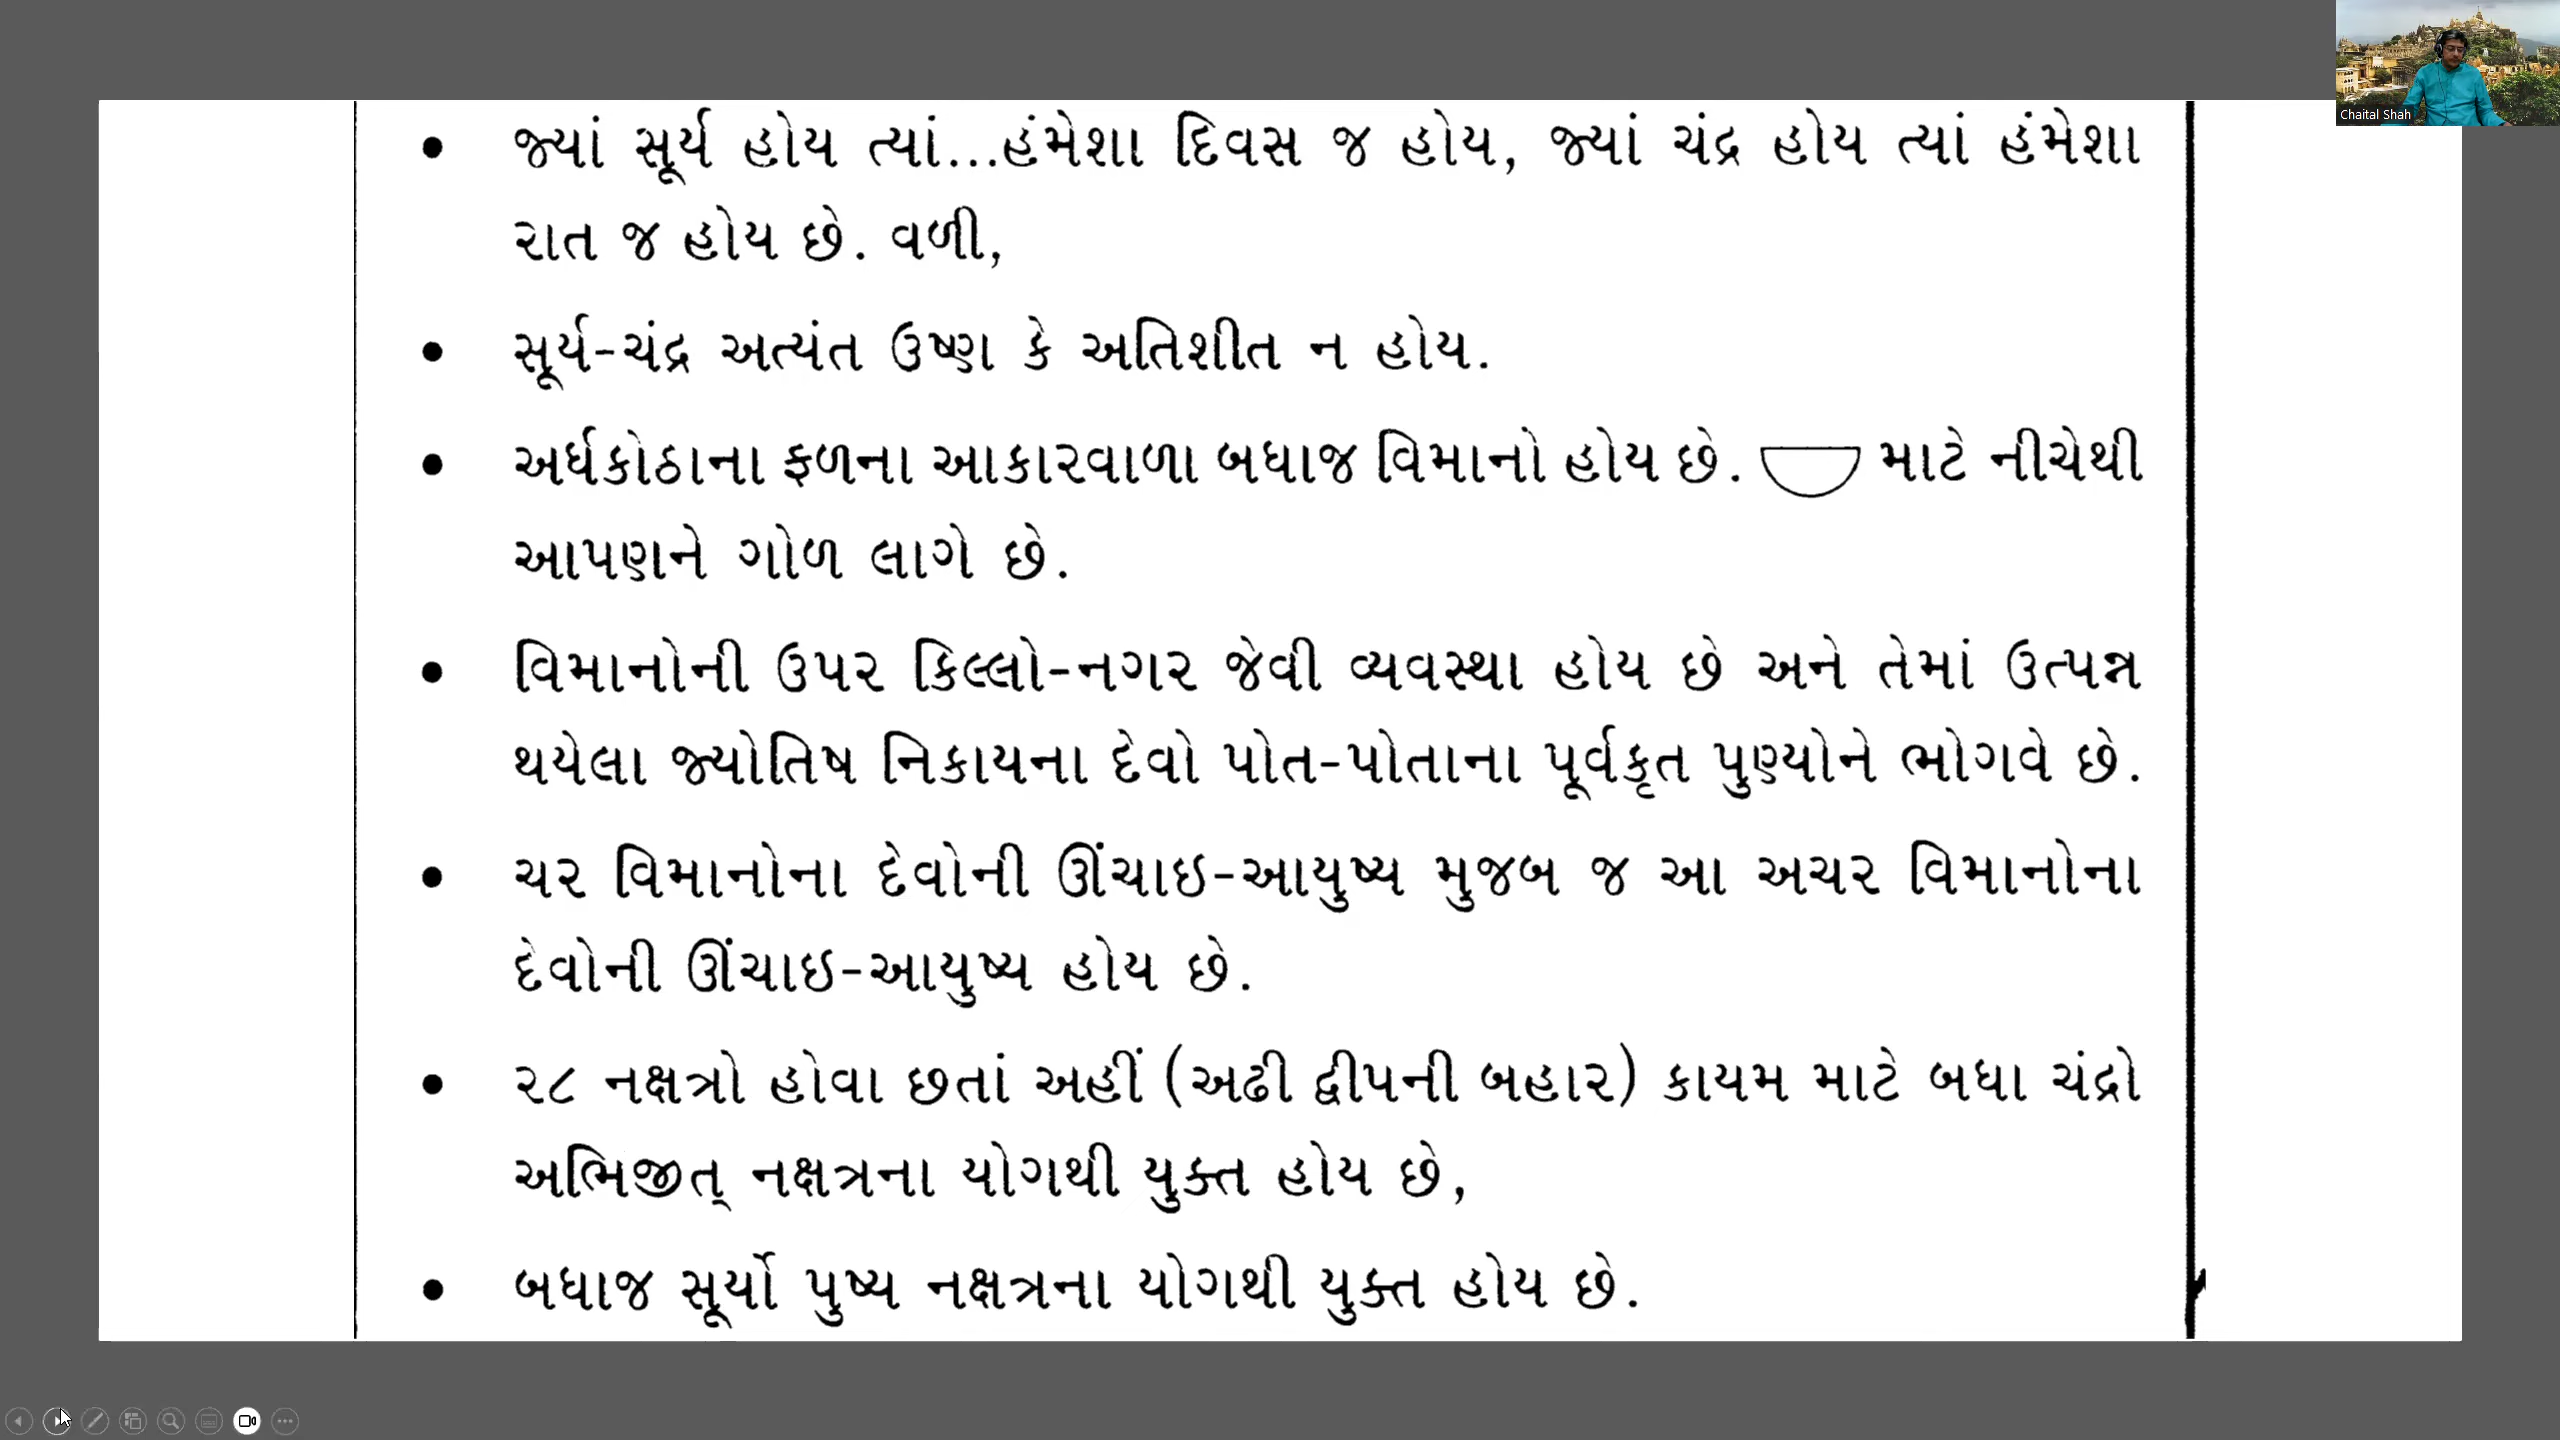 Chaital Shah
• જ્યાં સૂર્ય હોય ત્યાં...હંમેશા દિવસ જ હોય, જ્યાં ચંદ્ર હોય ત્યાં હંમેશા
રાત જ હોય છે. વળી,
• સૂર્ય-ચંદ્ર અત્યંત ઉષ્ણ કે અતિશીત ન હોય.
• અર્ધકોઠાના ફળના આકારવાળા બધાજ વિમાનો હોય છે. માટે નીચેથી
આપણને ગોળ લાગે છે.
• વિમાનોની ઉપર કિલ્લો-નગર જેવી વ્યવસ્થા હોય છે અને તેમાં ઉત્પન્ન
થયેલા જ્યોતિષ નિકાયના દેવો પોત-પોતાના પૂર્વકૃત પુણ્યોને ભોગવે છે.
• ચર વિમાનોના દેવોની ઊંચાઇ-આયુષ્ય મુજબ જ આ અચર વિમાનોના
દેવોની ઊંચાઇ-આયુષ્ય હોય છે.
• ૨૮ નક્ષત્રો હોવા છતાં અહીં (અઢી દ્વીપની બહાર) કાયમ માટે બધા ચંદ્રો
અભિજીત્ નક્ષત્રના યોગથી યુક્ત હોય છે,
• બધાજ સૂર્યો પુષ્ય નક્ષત્રના યોગથી યુક્ત હોય છે.